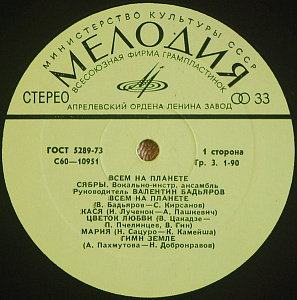 МИНИСТЕРСТВО КУЛЬТУРЫ СССР
МЕЛОДИЯ
ВСЕСОЮЗНАЯ ФИРМА ГРАМПЛАСТИНОК
СТЕРЕО
33
АПРЕЛЕВСКИЙ ОРДЕНА ЛЕНИНА ЗАВОД
ГОСТ 5289-73
1 сторона
С60—10951
Гр. 3. 1-90
ВСЕМ НА ПЛАНЕТЕ
СЯБРЫ. Вокально-инстр. ансамбль
Руководитель ВАЛЕНТИН БАДЬЯРОВ
ВСЕМ НА ПЛАНЕТЕ
(В. Бадьяров — С. Кирсанов)
КАСЯ (И. Лученок — А. Пашкевич)
ЦВЕТОК ЛЮБВИ (В. Цакадзе —
П. Пчелинцев, В. Гин)
МАРИЯ (Н. Сацуро — К. Камейша)
ГИМН ЗЕМЛЕ
(А. Пахмутова — Н. Добронравов)